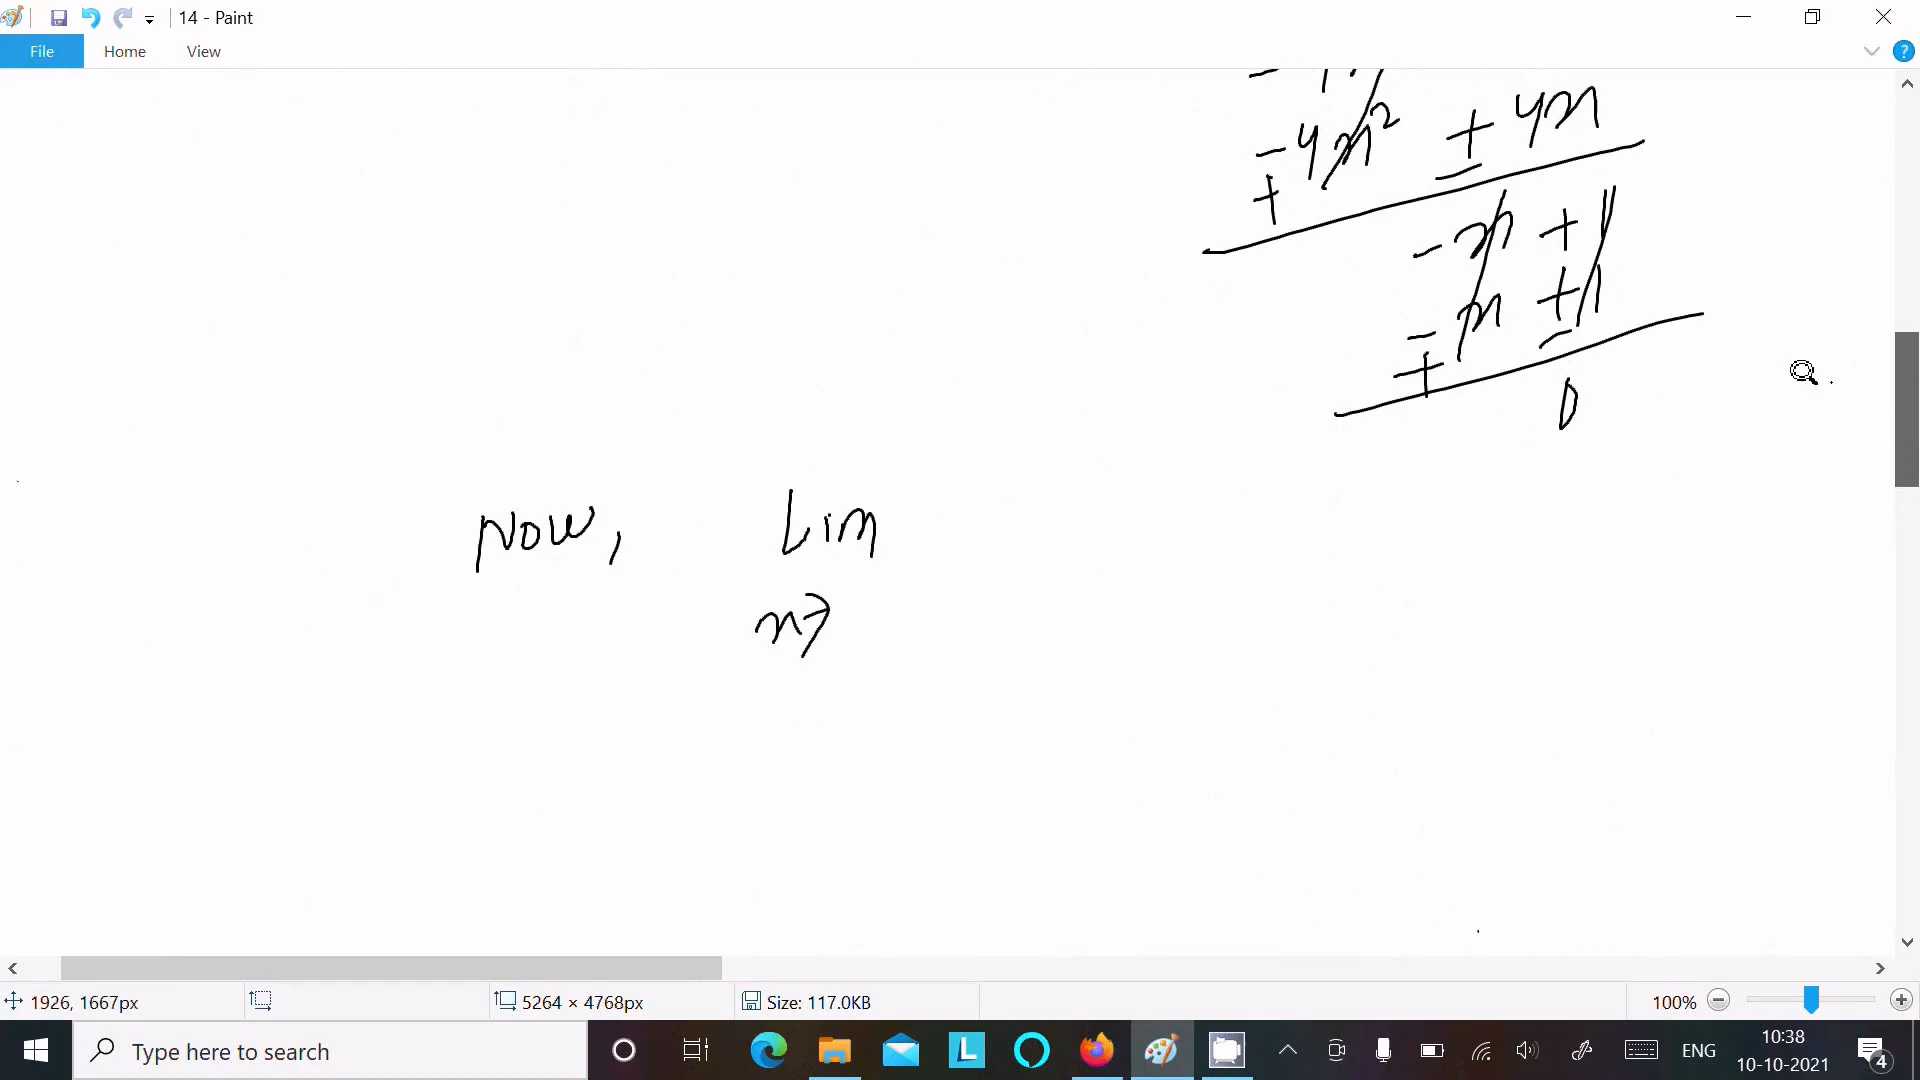 14 - Paint
File Home View
-4x² + 4x
+ -
-x + 1
-x + 1
+ -
0
Now, Lim
x→
1926, 1667px 5264 × 4768px Size: 117.0KB 100%
Type here to search L ENG 10:38
10-10-2021 4